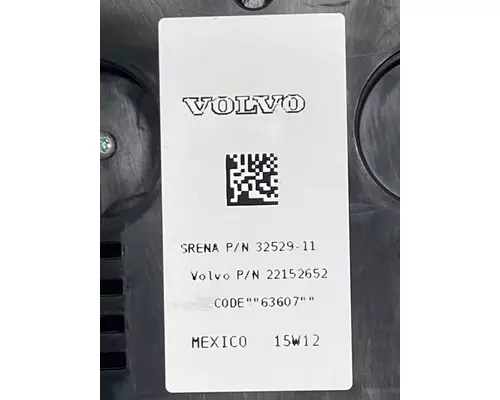 VOLVO
SRENA P/N 32529-11
Volvo P/N 22152652
CODE""63607""
MEXICO 15W12